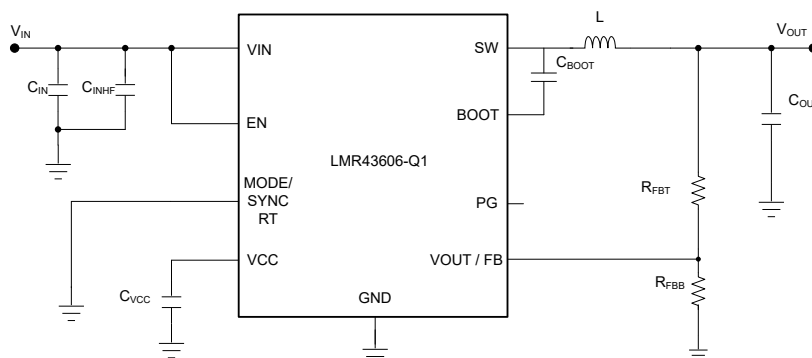 VIN
VOUT
L
CIN
CINHF
VIN
SW
CBOOT
BOOT
COU
EN
LMR43606-Q1
MODE/
SYNC
RT
PG
RFBT
VCC
VOUT / FB
CVCC
GND
RFBB